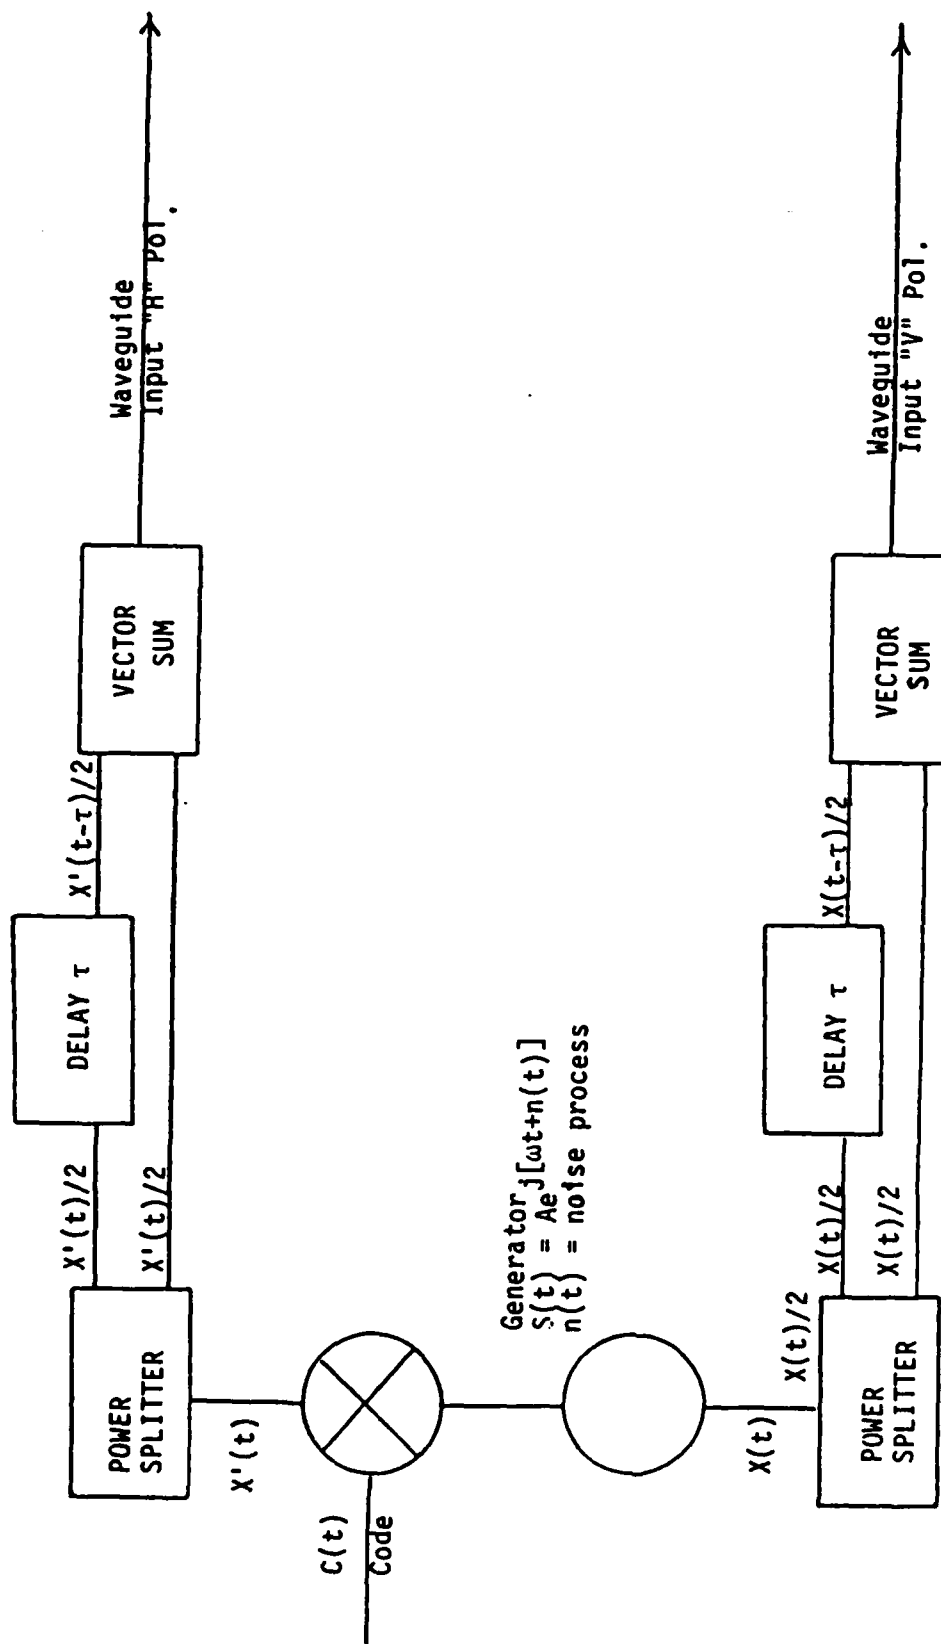 C(t)
Code
X'(t)
POWER
SPLITTER
X'(t)/2
X'(t)/2
DELAY τ
X'(t-τ)/2
VECTOR
SUM
Waveguide
Input "H" Pol.
Generator
S(t) = Ae^j[ωt+n(t)]
n(t) = noise process
X(t)
X(t)/2
POWER
SPLITTER
X(t)/2
X(t)/2
DELAY τ
X(t-τ)/2
VECTOR
SUM
Waveguide
Input "V" Pol.